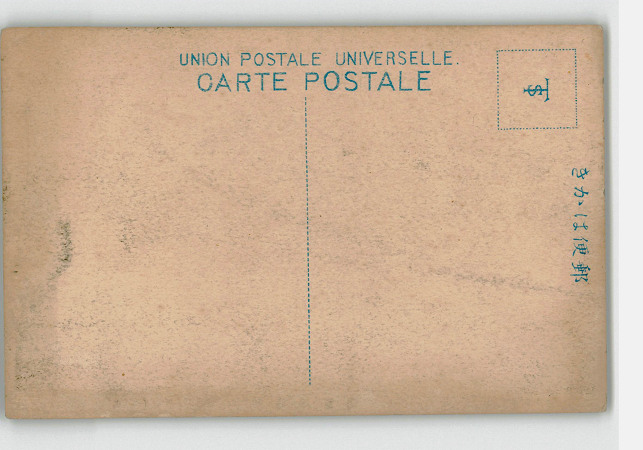 UNION POSTALE UNIVERSELLE.
CARTE POSTALE
きかは便郵